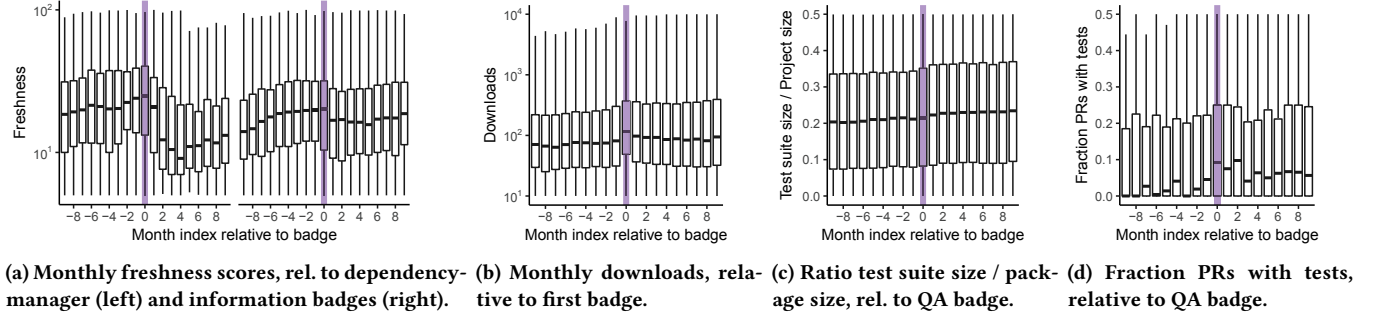 Freshness
10²
10¹
−8 −6 −4 −2 0 2 4 6 8 −8 −6 −4 −2 0 2 4 6 8
Month index relative to badge
(a) Monthly freshness scores, rel. to dependency-
manager (left) and information badges (right).
Downloads
10⁴
10³
10²
10¹
−8 −6 −4 −2 0 2 4 6 8
Month index relative to badge
(b) Monthly downloads, rela-
tive to first badge.
Test suite size / Project size
0.5
0.4
0.3
0.2
0.1
0.0
−8 −6 −4 −2 0 2 4 6 8
Month index relative to badge
(c) Ratio test suite size / pack-
age size, rel. to QA badge.
Fraction PRs with tests
0.5
0.4
0.3
0.2
0.1
0.0
−8 −6 −4 −2 0 2 4 6 8
Month index relative to badge
(d) Fraction PRs with tests,
relative to QA badge.